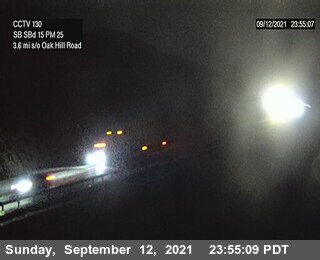 CCTV 130
SB SBd 15 PM 25
3.6 mi s/o Oak Hill Road
09/12/2021 23:55:07
Sunday, September 12, 2021 23:55:09 PDT